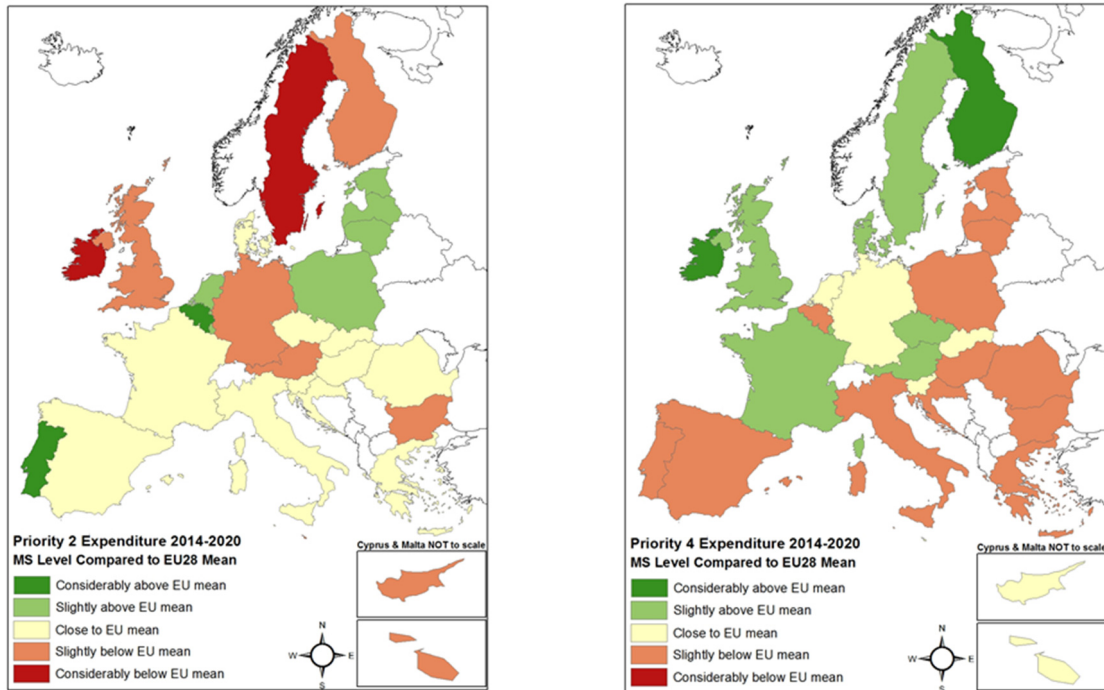 Priority 2 Expenditure 2014-2020
MS Level Compared to EU28 Mean
Considerably above EU mean
Slightly above EU mean
Close to EU mean
Slightly below EU mean
Considerably below EU mean
Cyprus & Malta NOT to scale
N
W E
S
Priority 4 Expenditure 2014-2020
MS Level Compared to EU28 Mean
Considerably above EU mean
Slightly above EU mean
Close to EU mean
Slightly below EU mean
Considerably below EU mean
Cyprus & Malta NOT to scale
N
W E
S